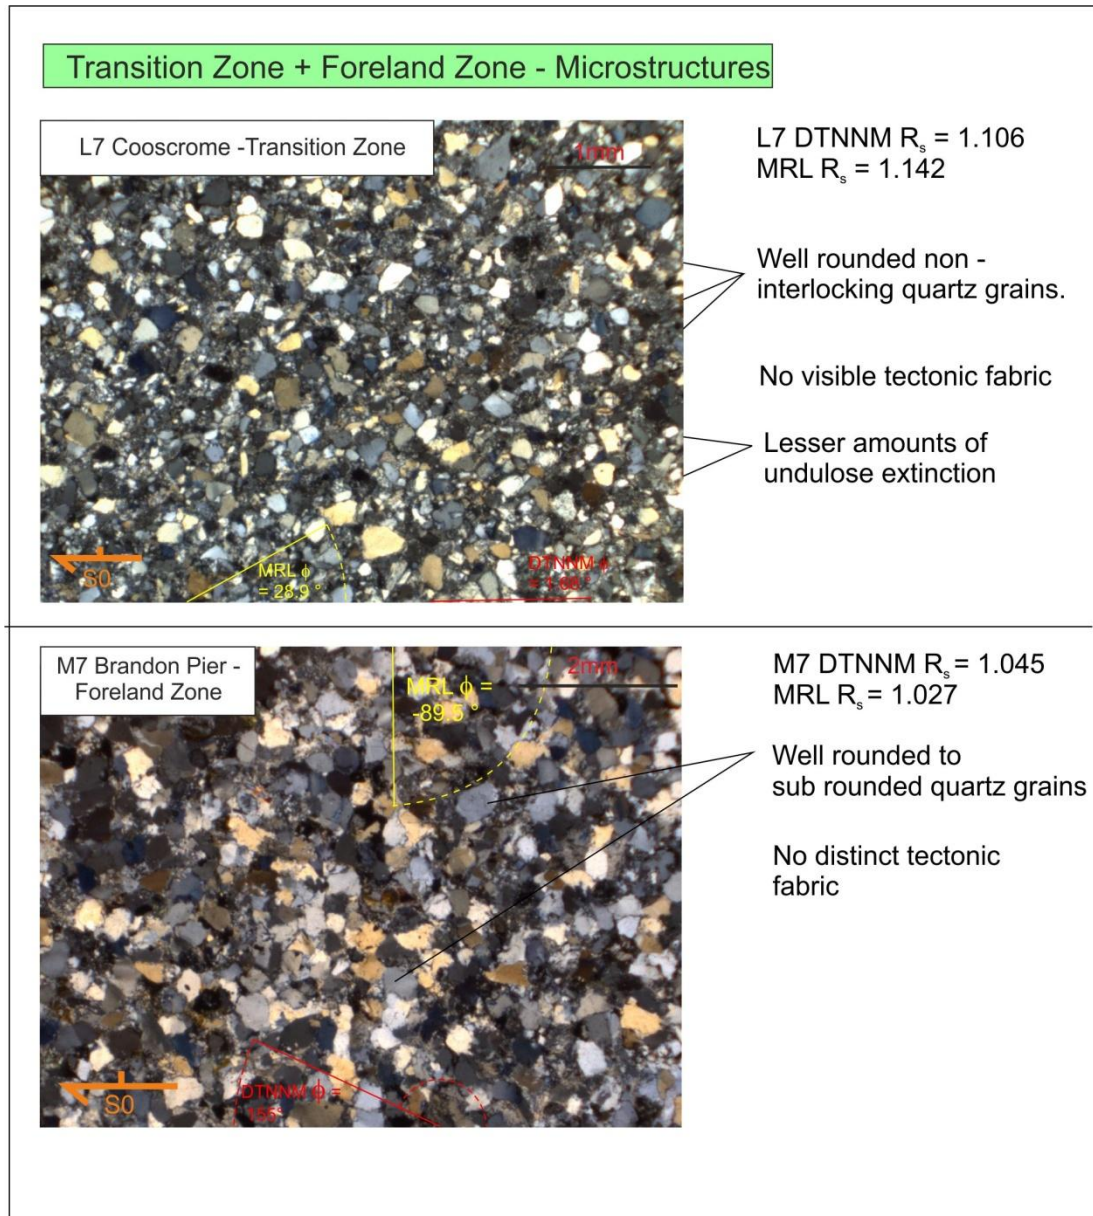 Transition Zone + Foreland Zone - Microstructures
L7 Cooscrome -Transition Zone
1mm
L7 DTNNM Rs = 1.106
MRL Rs = 1.142
Well rounded non -
interlocking quartz grains.
No visible tectonic fabric
Lesser amounts of
undulose extinction
S0
MRL ϕ
= 28.9 °
DTNNM ϕ
= 1.68 °
M7 Brandon Pier -
Foreland Zone
MRL ϕ =
-89.5 °
2mm
M7 DTNNM Rs = 1.045
MRL Rs = 1.027
Well rounded to
sub rounded quartz grains
No distinct tectonic
fabric
S0
DTNNM ϕ =